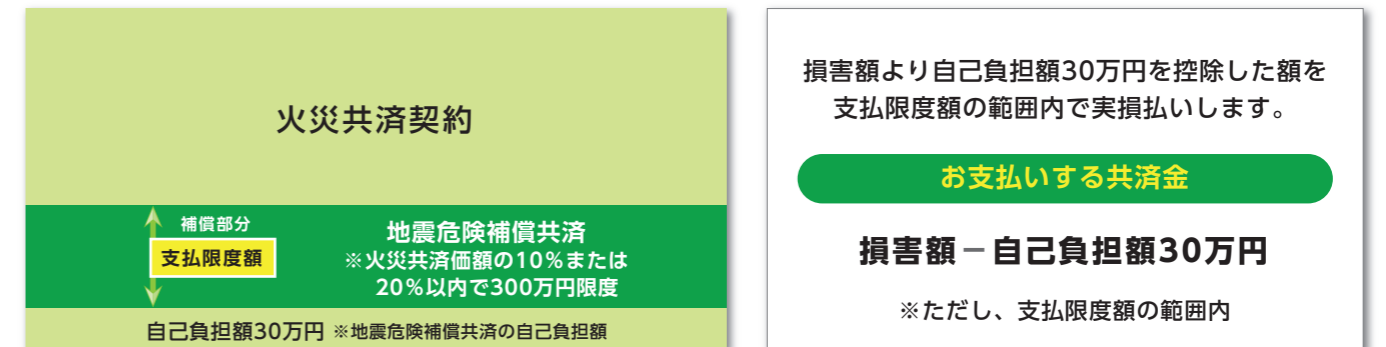 火災共済契約
補償部分
支払限度額
地震危険補償共済
※火災共済価額の10％または
20％以内で300万円限度
自己負担額30万円 ※地震危険補償共済の自己負担額
損害額より自己負担額30万円を控除した額を
支払限度額の範囲内で実損払いします。
お支払いする共済金
損害額－自己負担額30万円
※ただし、支払限度額の範囲内